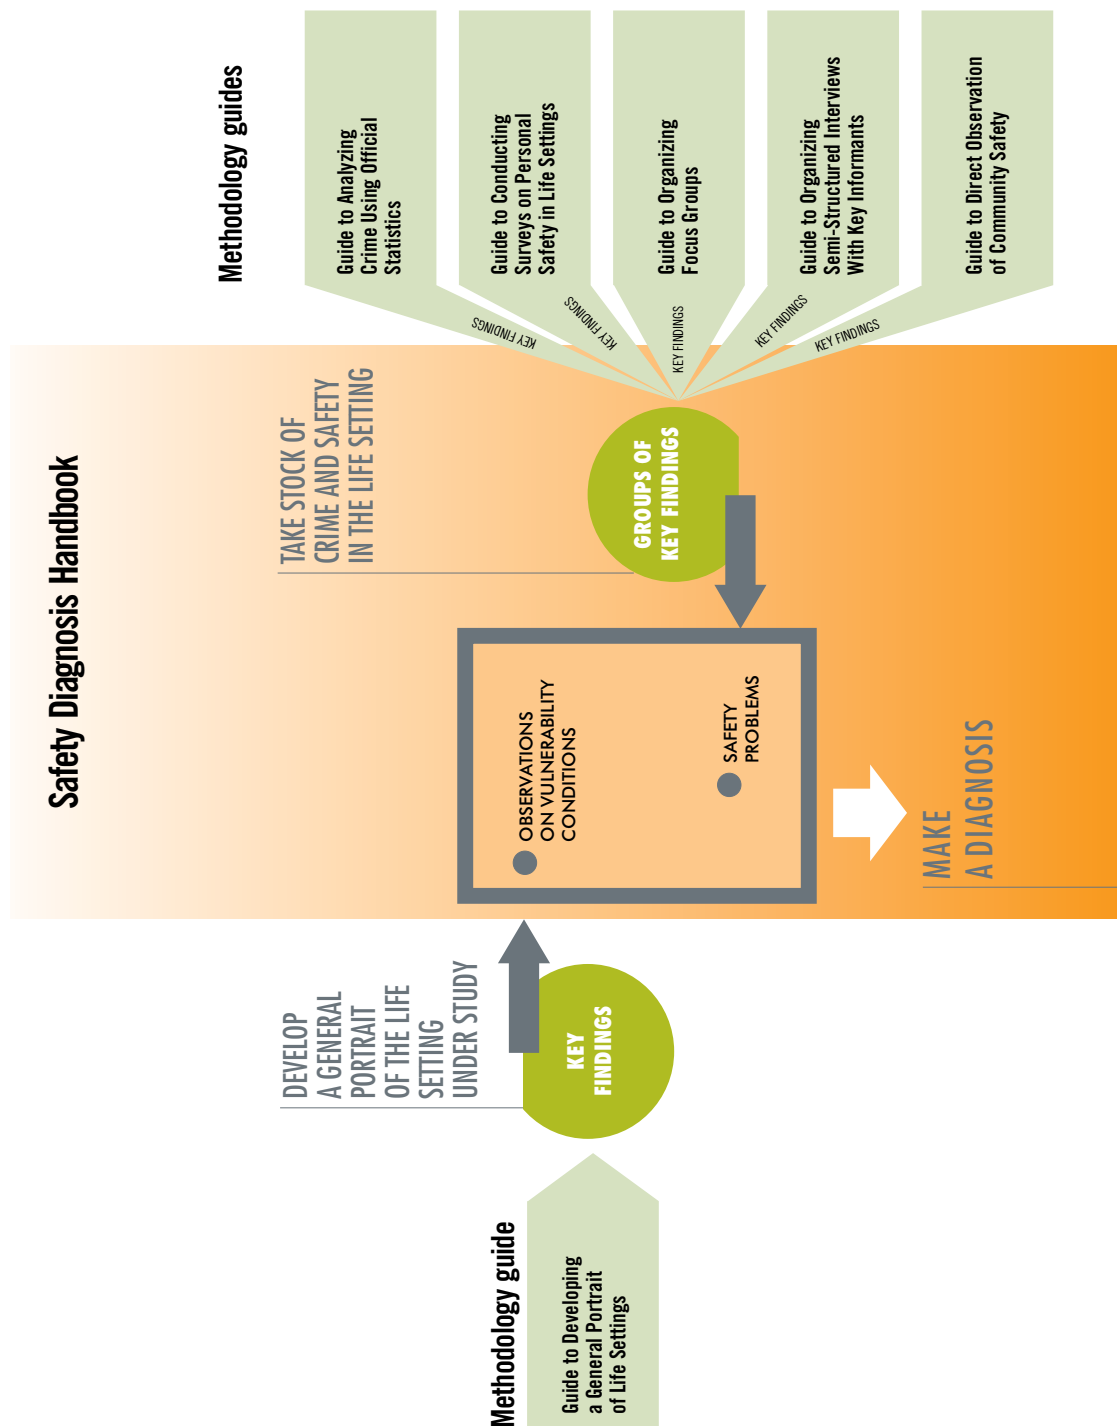 Safety Diagnosis Handbook
Methodology guide
Guide to Developing
a General Portrait
of Life Settings
DEVELOP
A GENERAL
PORTRAIT
OF THE LIFE
SETTING
UNDER STUDY
KEY
FINDINGS
OBSERVATIONS
ON VULNERABILITY
CONDITIONS
SAFETY
PROBLEMS
MAKE
A DIAGNOSIS
TAKE STOCK OF
CRIME AND SAFETY
IN THE LIFE SETTING
GROUPS OF
KEY FINDINGS
Methodology guides
KEY FINDINGS
Guide to Analyzing
Crime Using Official
Statistics
KEY FINDINGS
Guide to Conducting
Surveys on Personal
Safety in Life Settings
KEY FINDINGS
Guide to Organizing
Focus Groups
KEY FINDINGS
Guide to Organizing
Semi-Structured Interviews
With Key Informants
KEY FINDINGS
Guide to Direct Observation
of Community Safety